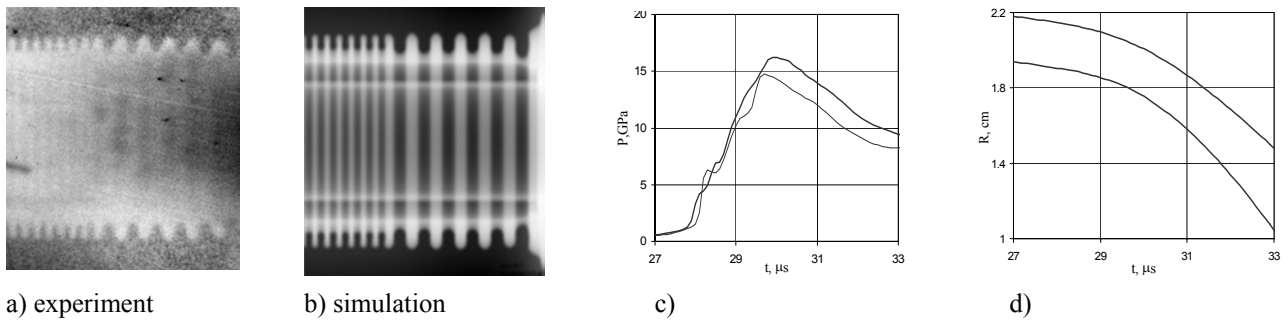 20
15
10
5
0
P,GPa
27
29
31
33
t, μs
2.2
1.8
1.4
1
R, cm
27
29
31
33
t, μs
a) experiment
b) simulation
c)
d)